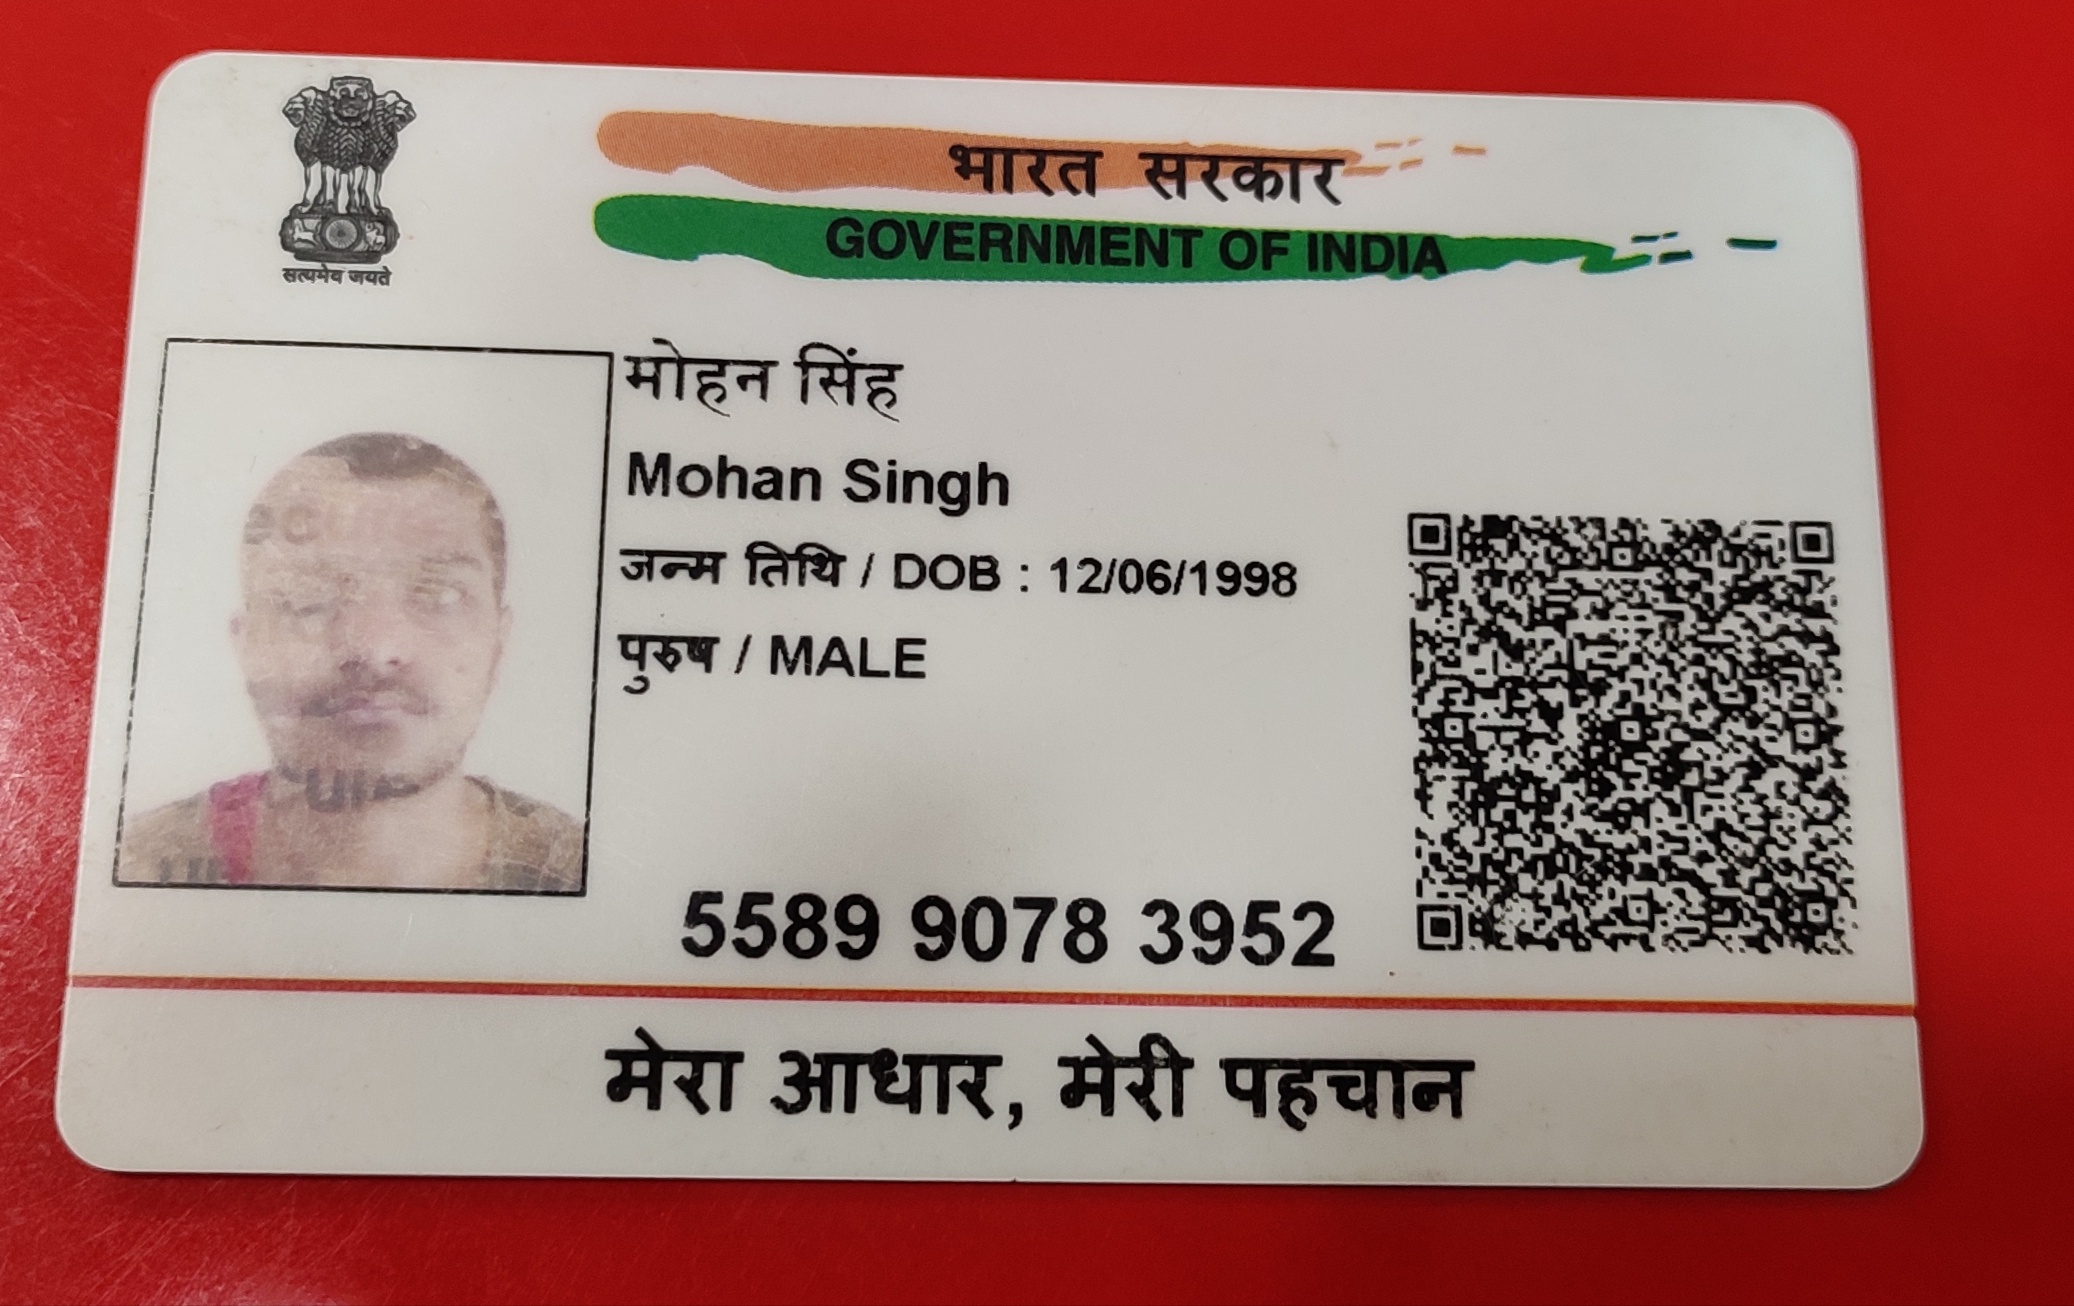 सत्यमेव जयते
भारत सरकार
GOVERNMENT OF INDIA
मोहन सिंह
Mohan Singh
जन्म तिथि / DOB : 12/06/1998
पुरुष / MALE
5589 9078 3952
मेरा आधार, मेरी पहचान